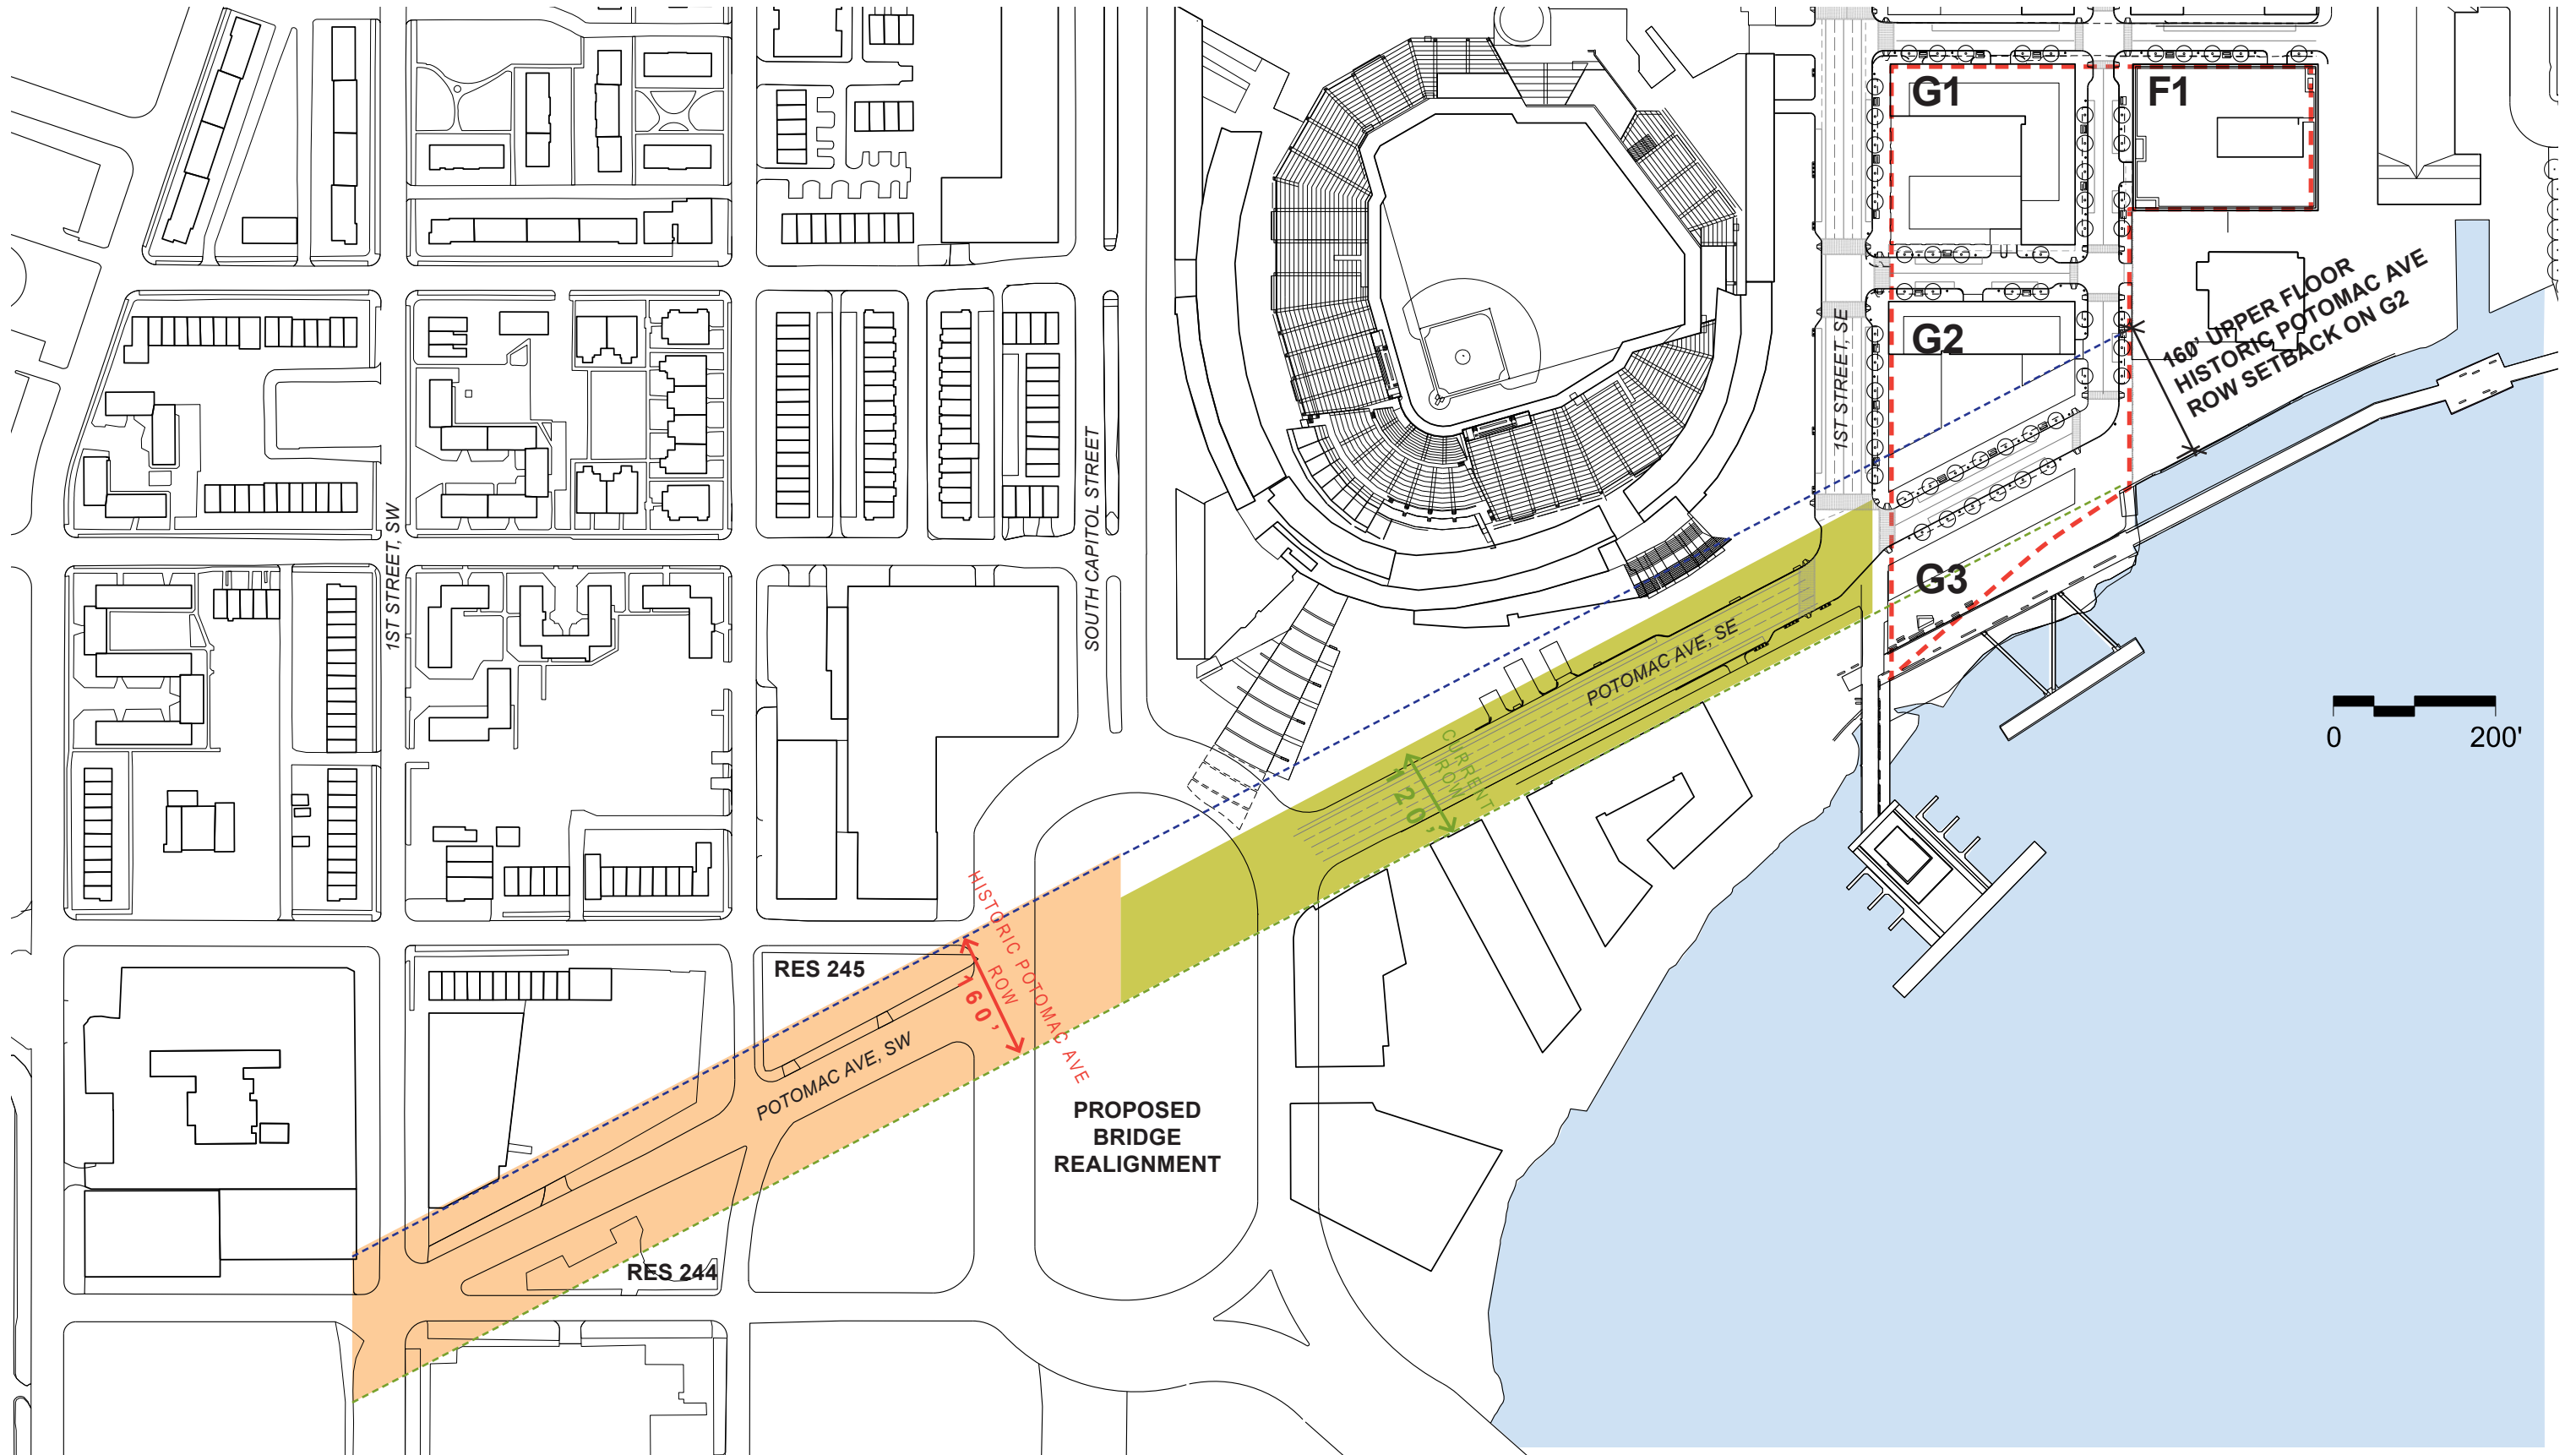 G1
F1
160' UPPER FLOOR
HISTORIC POTOMAC AVE
ROW SETBACK ON G2
G2
1ST STREET, SE
SOUTH CAPITOL STREET
1ST STREET, SW
G3
POTOMAC AVE, SE
0 200'
CURRENT
ROW
120'
HISTORIC POTOMAC AVE
ROW
160'
RES 245
POTOMAC AVE, SW
PROPOSED
BRIDGE
REALIGNMENT
RES 244